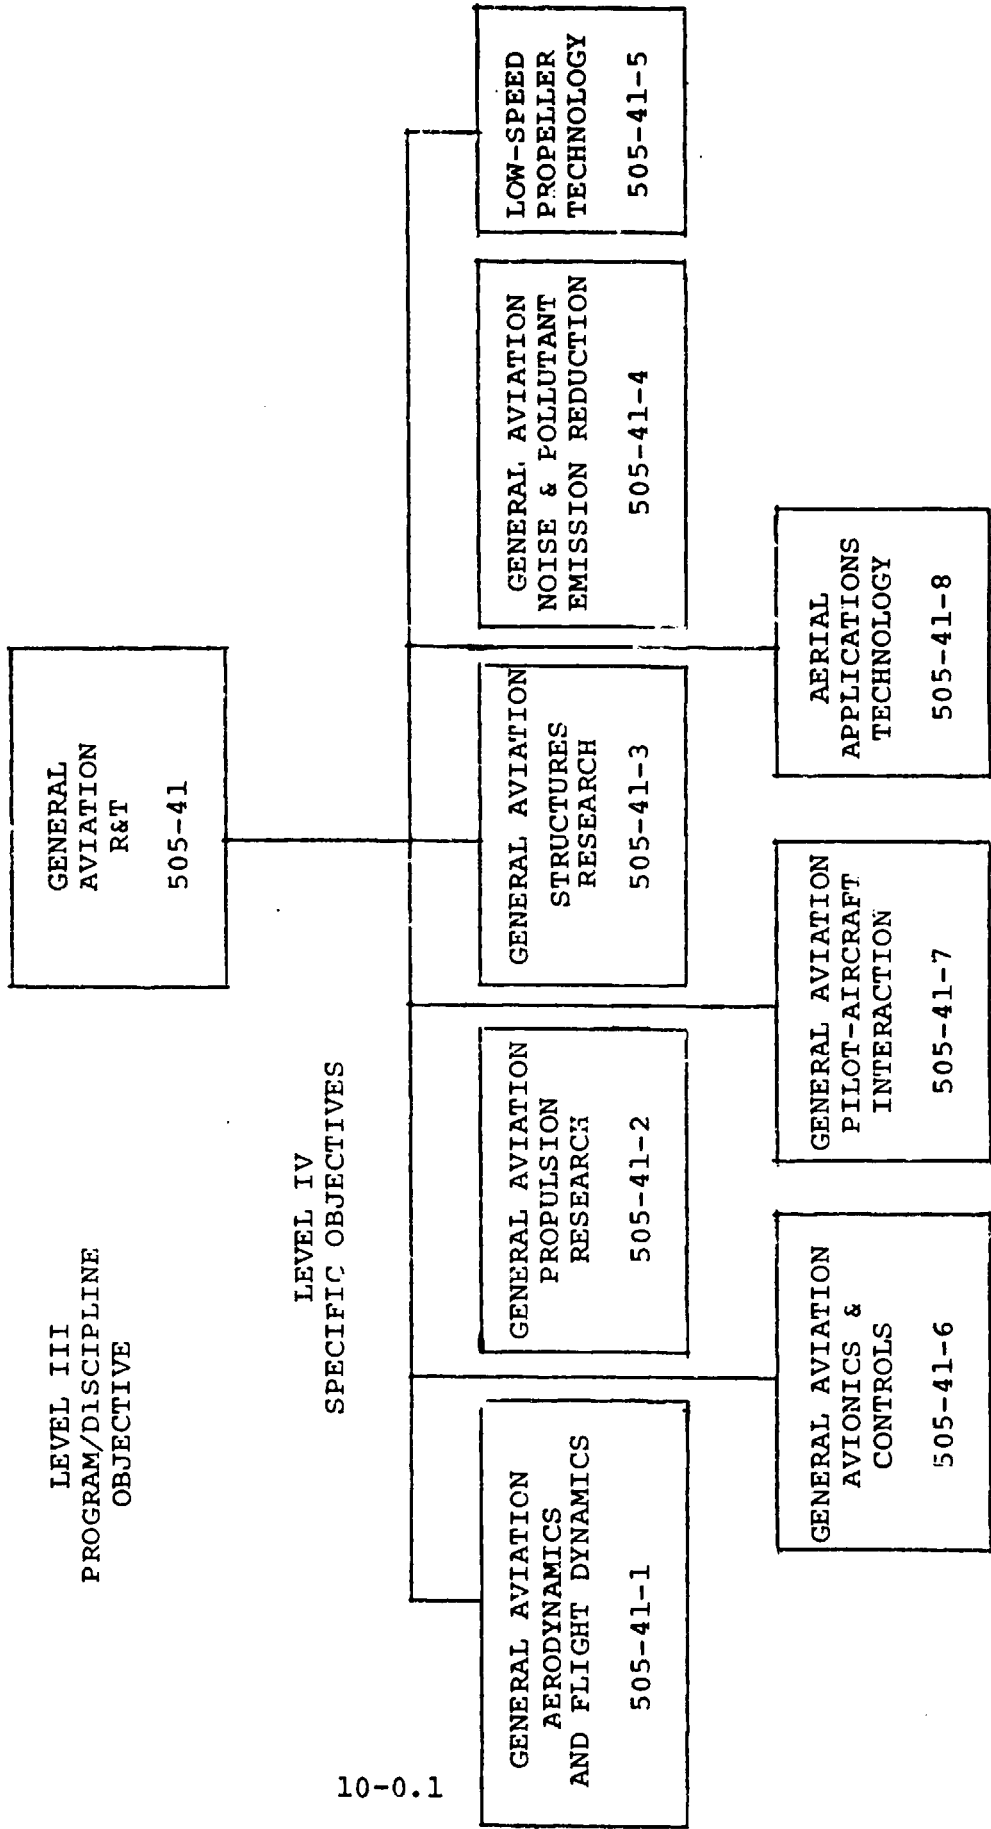 LEVEL III
PROGRAM/DISCIPLINE
OBJECTIVE
GENERAL
AVIATION
R&T
505-41
LEVEL IV
SPECIFIC OBJECTIVES
GENERAL AVIATION
AERODYNAMICS
AND FLIGHT DYNAMICS
505-41-1
GENERAL AVIATION
PROPULSION
RESEARCH
505-41-2
GENERAL AVIATION
STRUCTURES
RESEARCH
505-41-3
GENERAL AVIATION
NOISE & POLLUTANT
EMISSION REDUCTION
505-41-4
LOW-SPEED
PROPELLER
TECHNOLOGY
505-41-5
GENERAL AVIATION
AVIONICS &
CONTROLS
505-41-6
GENERAL AVIATION
PILOT-AIRCRAFT
INTERACTION
505-41-7
AERIAL
APPLICATIONS
TECHNOLOGY
505-41-8
10-0.1